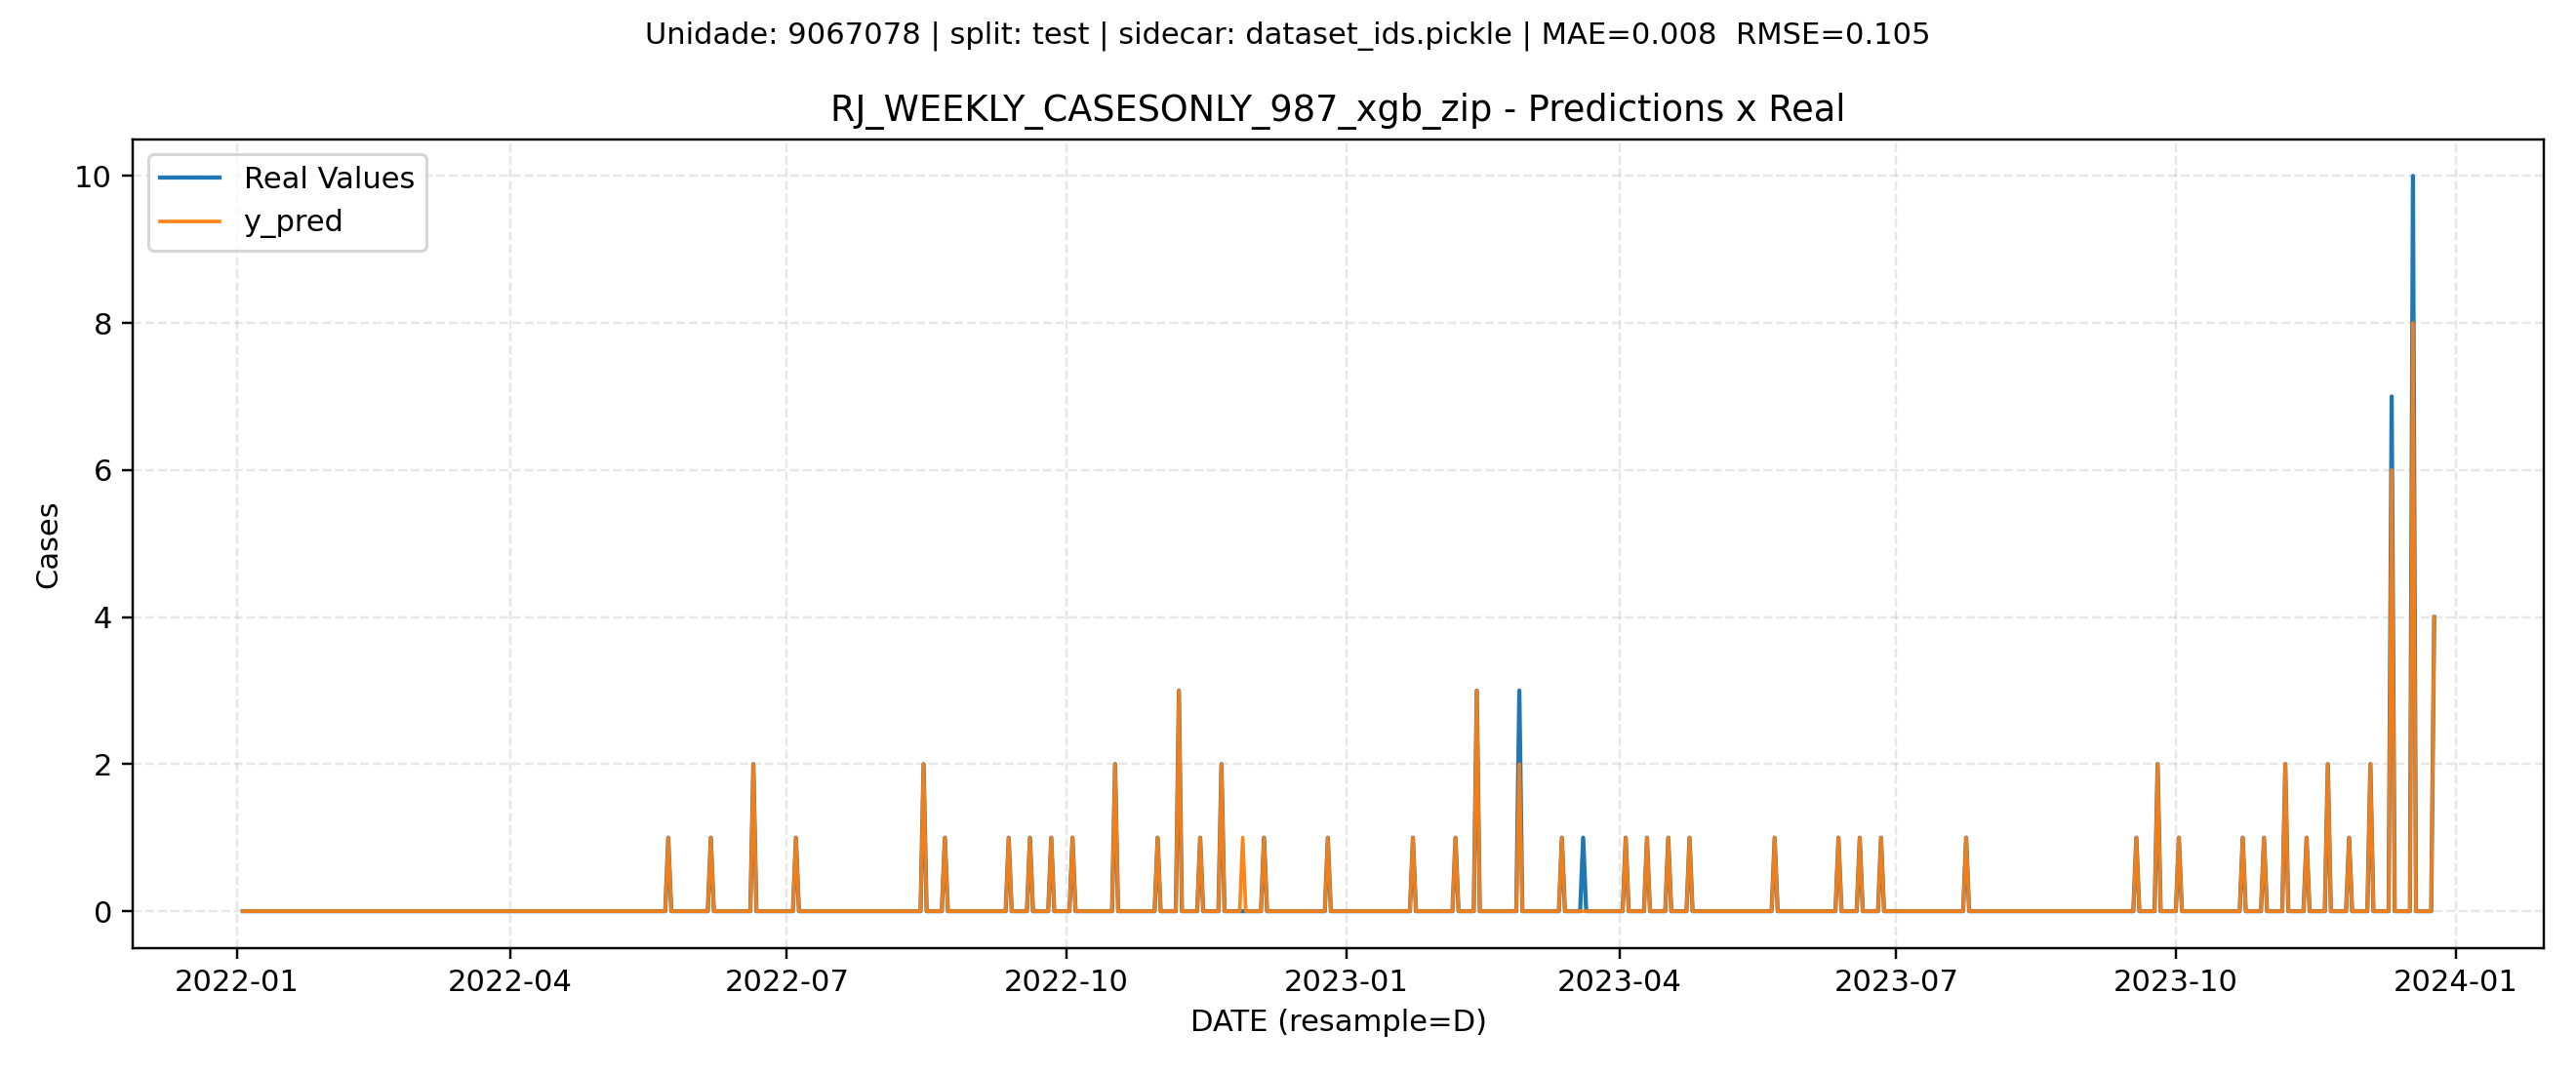 Unidade: 9067078 | split: test | sidecar: dataset_ids.pickle | MAE=0.008  RMSE=0.105
RJ_WEEKLY_CASESONLY_987_xgb_zip - Predictions x Real
Real Values
y_pred
10
8
6
4
2
0
Cases
2022-01
2022-04
2022-07
2022-10
2023-01
2023-04
2023-07
2023-10
2024-01
DATE (resample=D)